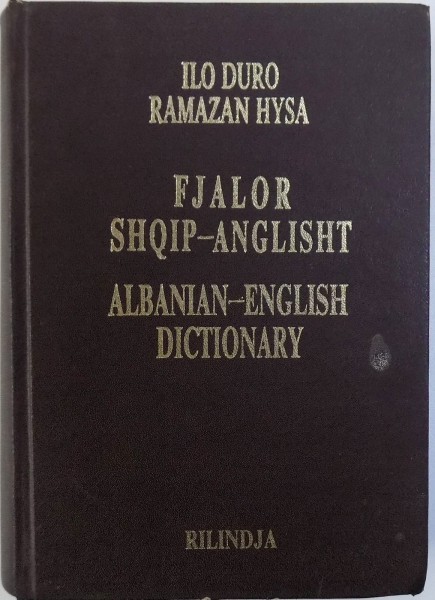 ILO DURO
RAMAZAN HYSA
FJALOR
SHQIP–ANGLISHT
ALBANIAN–ENGLISH
DICTIONARY
RILINDJA